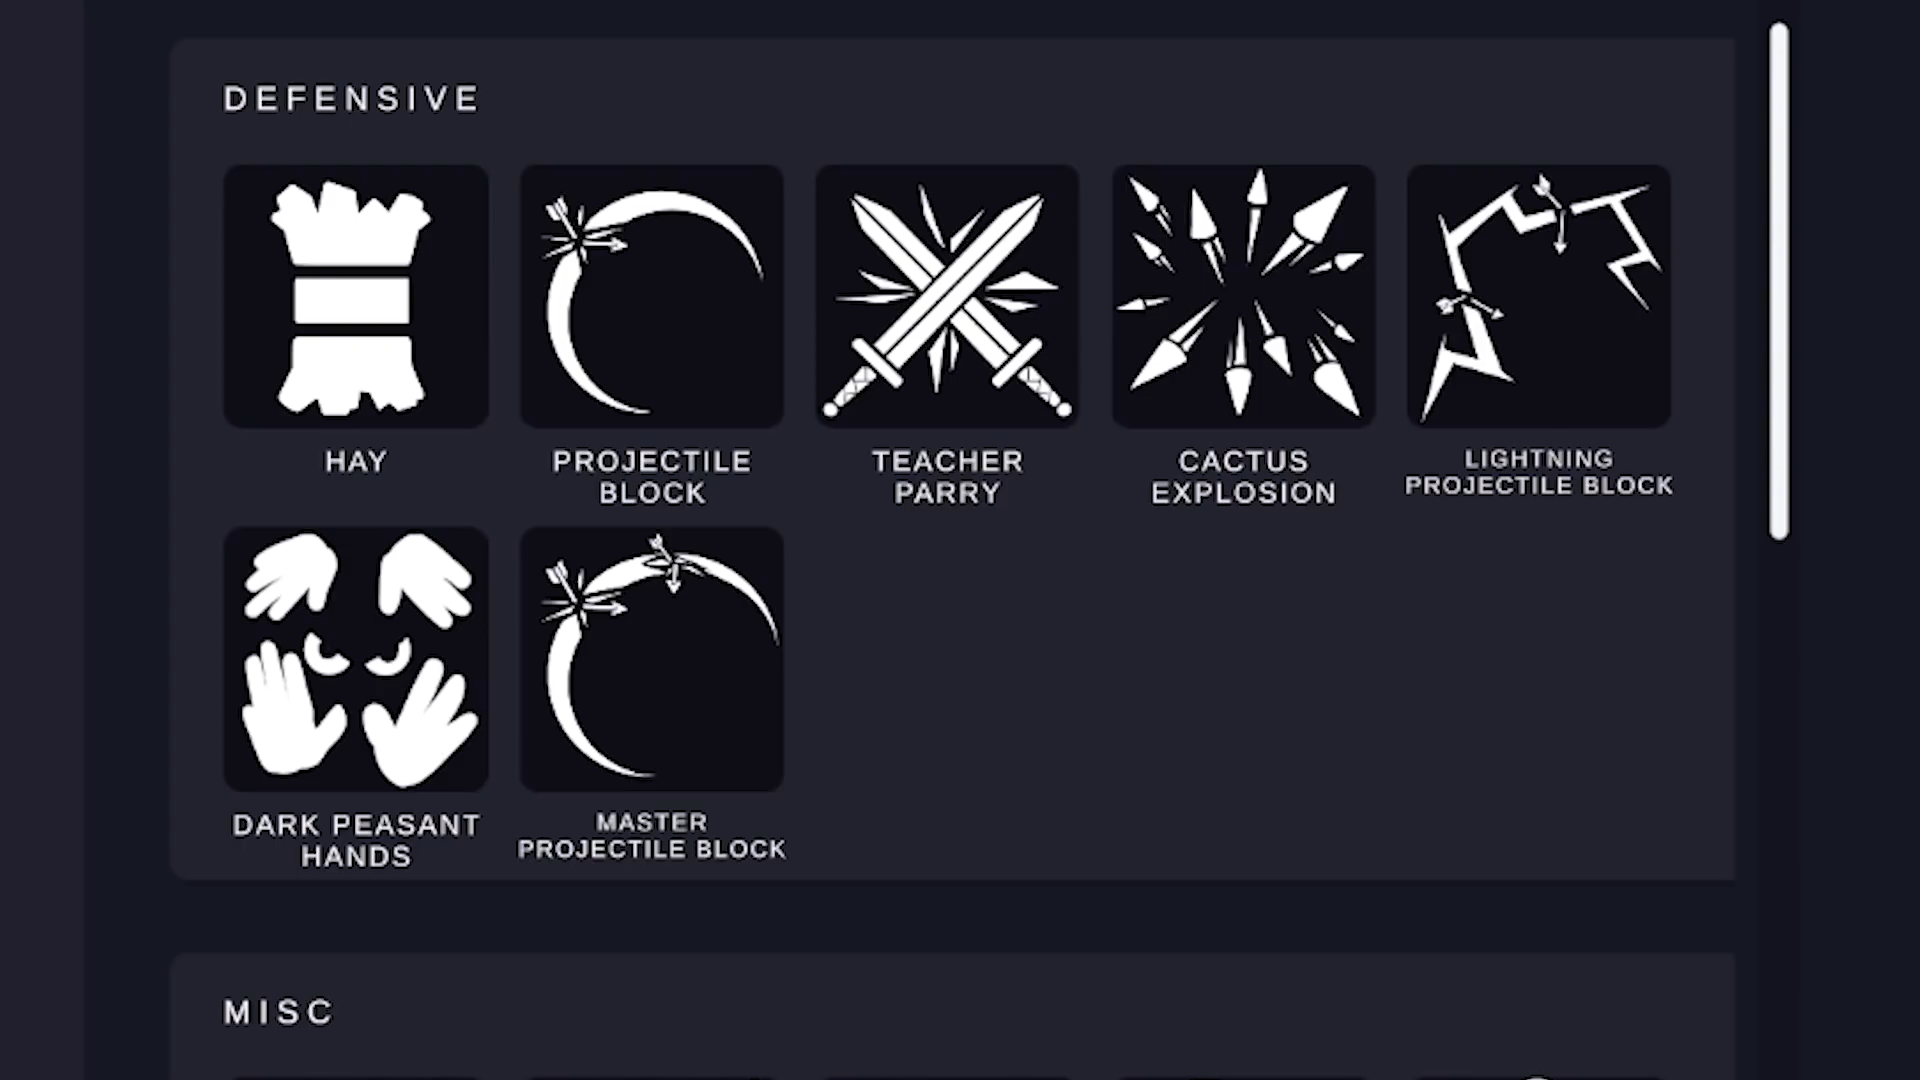 DEFENSIVE
HAY
PROJECTILE
BLOCK
TEACHER
PARRY
CACTUS
EXPLOSION
LIGHTNING
PROJECTILE BLOCK
DARK PEASANT
HANDS
MASTER
PROJECTILE BLOCK
MISC